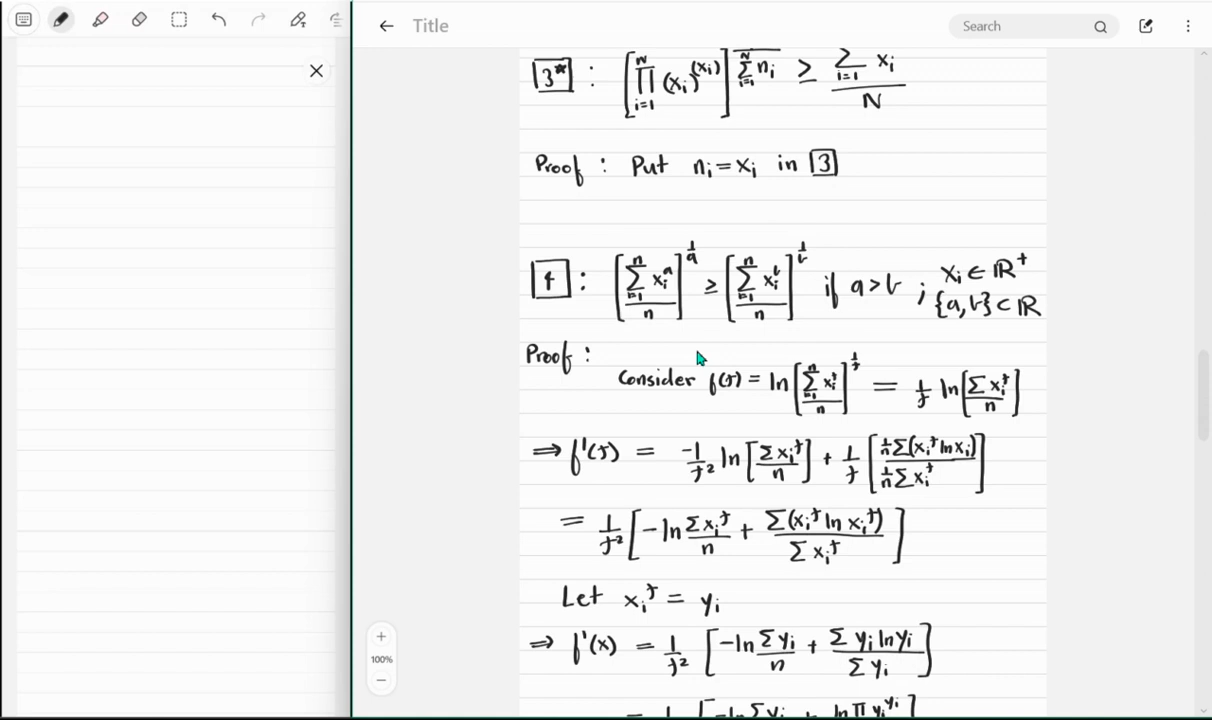 Title
Search
[3*] : [∏_{i=1}^{N} (x_i)^{(x_i)}]^{1/∑_{i=1}^{N} n_i} ≥ ∑_{i=1} x_i / N
Proof : Put n_i = x_i in [3]
[4] : [∑_{i=1}^{n} x_i^a / n]^{1/a} ≥ [∑_{i=1}^{n} x_i^b / n]^{1/b} if a > b ; x_i ∈ ℝ^+ {a, b} ⊂ ℝ
Proof :
Consider f(t) = ln [∑_{i=1}^{n} x_i^t / n]^{1/t} = 1/t ln [∑ x_i^t / n]
⇒ f'(t) = -1/t² ln [∑ x_i^t / n] + 1/t [1/n ∑ (x_i^t ln x_i) / 1/n ∑ x_i^t]
= 1/t² [-ln ∑ x_i^t / n + ∑ (x_i^t ln x_i^t) / ∑ x_i^t]
Let x_i^t = y_i
⇒ f'(x) = 1/t² [-ln ∑ y_i / n + ∑ y_i ln y_i / ∑ y_i]
100%